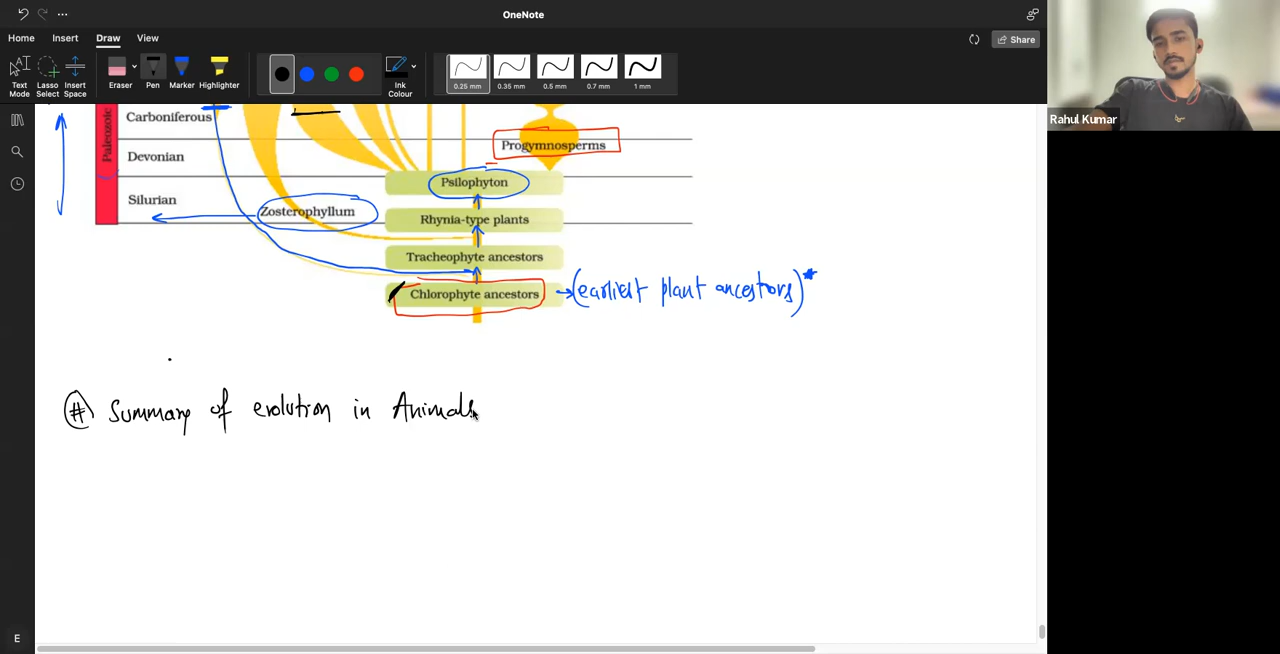 OneNote
Home Insert Draw View
Share
Text Mode
Lasso Select
Insert Space
Eraser
Pen
Marker
Highlighter
Ink Colour
0.25 mm 0.35 mm 0.5 mm 0.7 mm 1 mm
Rahul Kumar
Paleozoic
Carboniferous
Progymnosperms
Devonian
Psilophyton
Silurian
Zosterophyllum
Rhynia-type plants
Tracheophyte ancestors
Chlorophyte ancestors → (earliest plant ancestors)*
# Summary of evolution in Animals
E